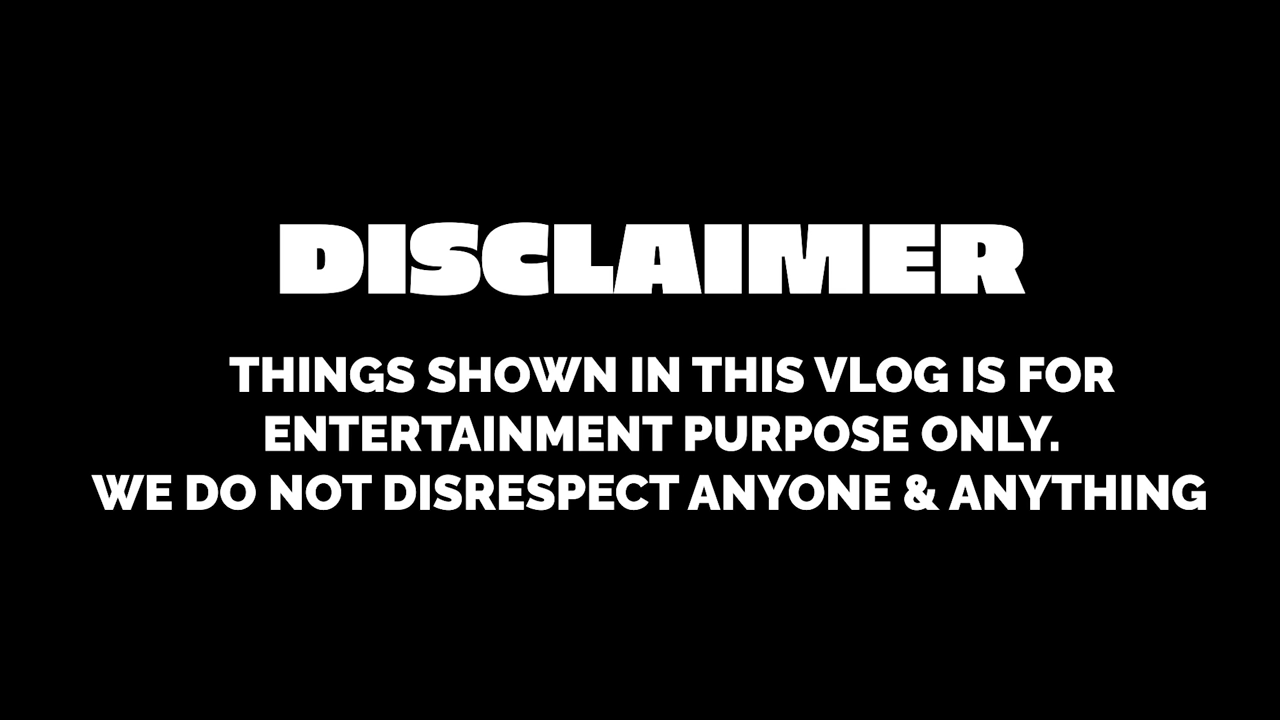 DISCLAIMER
THINGS SHOWN IN THIS VLOG IS FOR
ENTERTAINMENT PURPOSE ONLY.
WE DO NOT DISRESPECT ANYONE & ANYTHING